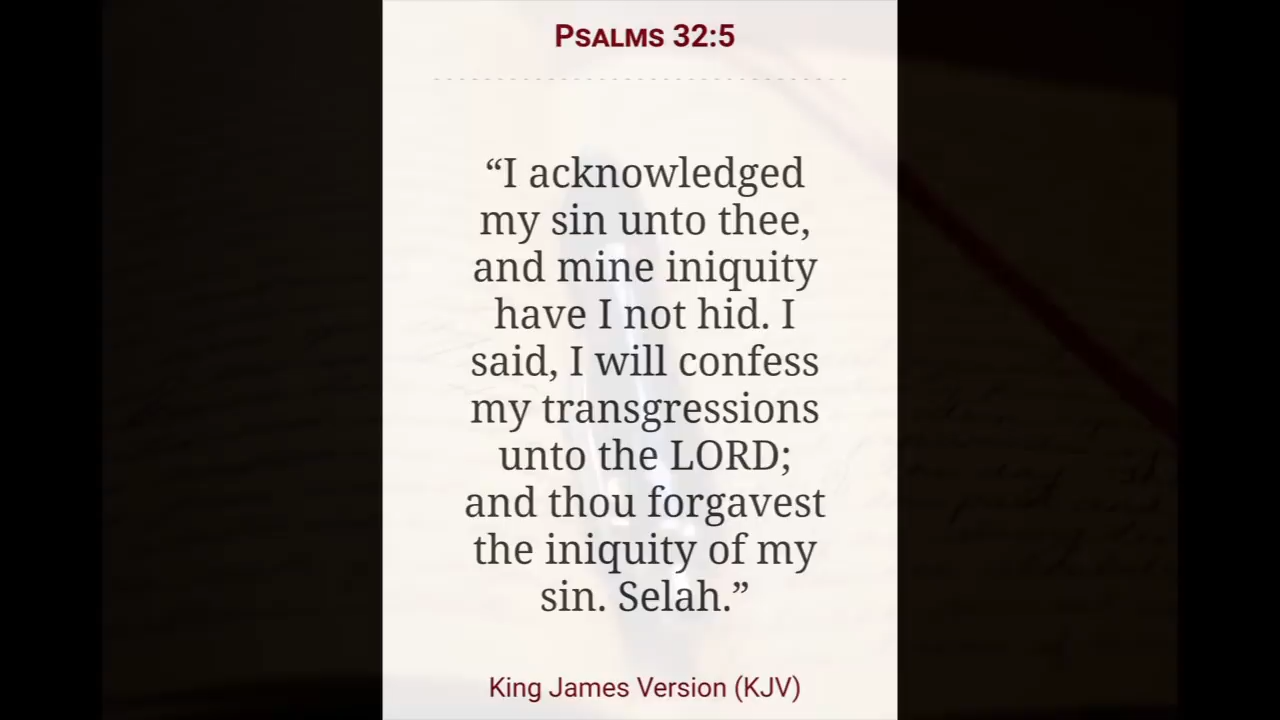 Psalms 32:5
“I acknowledged
my sin unto thee,
and mine iniquity
have I not hid. I
said, I will confess
my transgressions
unto the LORD;
and thou forgavest
the iniquity of my
sin. Selah.”
King James Version (KJV)